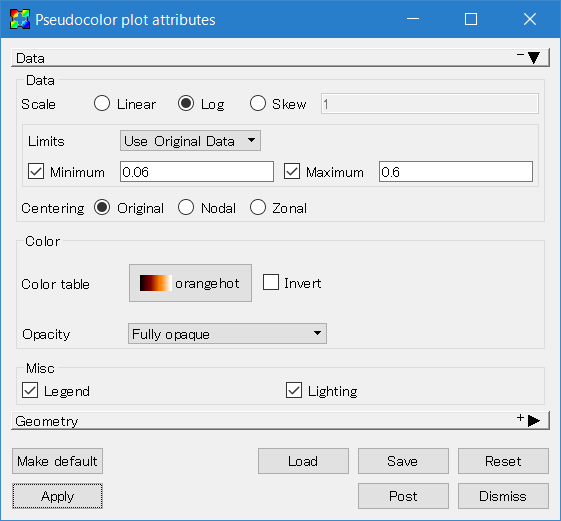 Pseudocolor plot attributes
Data
Data
Scale Linear Log Skew 1
Limits Use Original Data
Minimum 0.06 Maximum 0.6
Centering Original Nodal Zonal
Color
Color table orangehot Invert
Opacity Fully opaque
Misc
Legend Lighting
Geometry
Make default Load Save Reset
Apply Post Dismiss